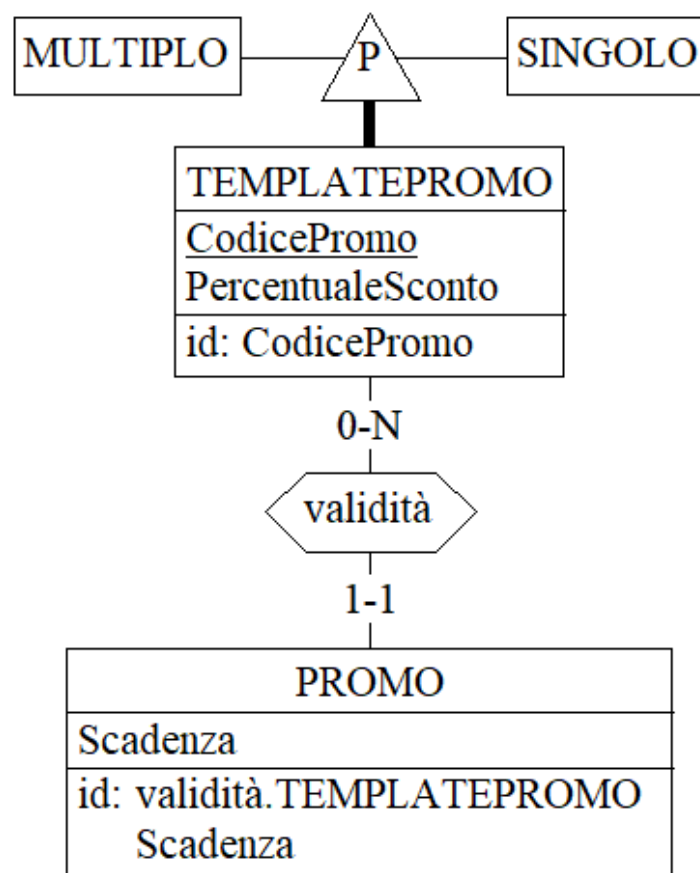 MULTIPLO
P
SINGOLO
TEMPLATEPROMO
CodicePromo
PercentualeSconto
id: CodicePromo
0-N
validità
1-1
PROMO
Scadenza
id: validità.TEMPLATEPROMO
Scadenza